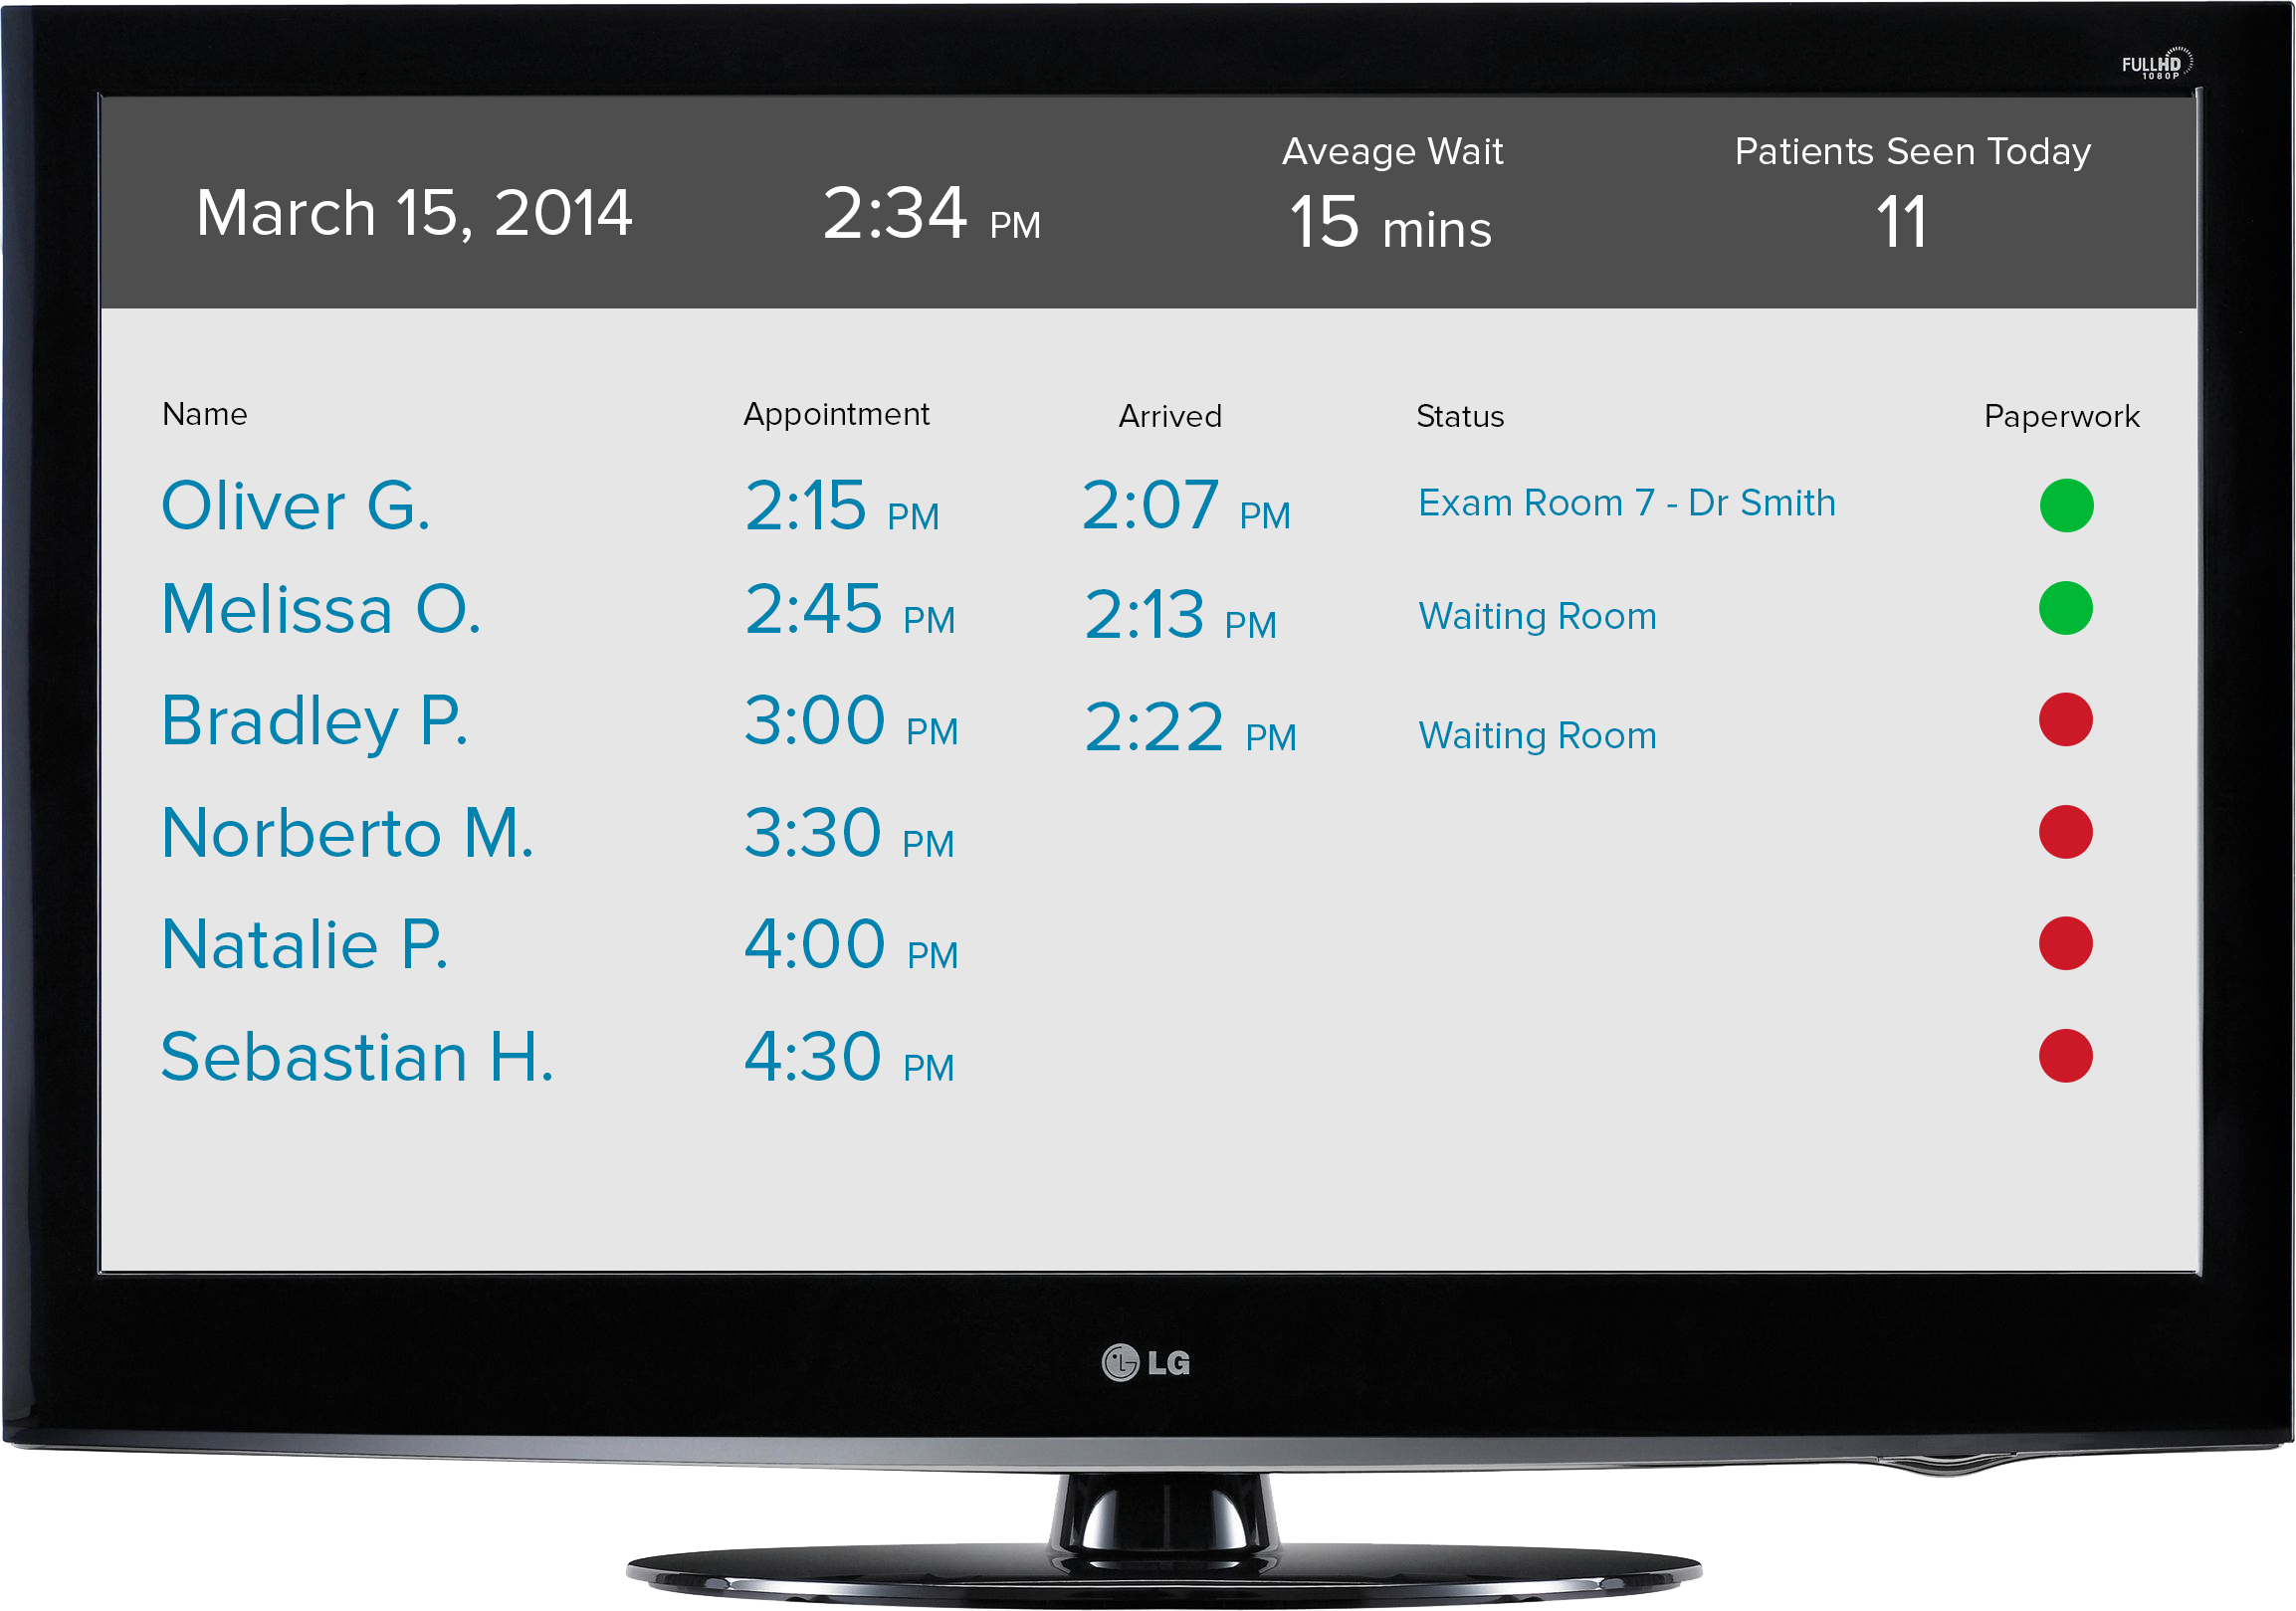 FULLHD
1080P
Aveage Wait
Patients Seen Today
March 15, 2014
2:34 PM
15 mins
11
Name
Appointment
Arrived
Status
Paperwork
Oliver G. 2:15 PM 2:07 PM Exam Room 7 - Dr Smith
Melissa O. 2:45 PM 2:13 PM Waiting Room
Bradley P. 3:00 PM 2:22 PM Waiting Room
Norberto M. 3:30 PM
Natalie P. 4:00 PM
Sebastian H. 4:30 PM
LG